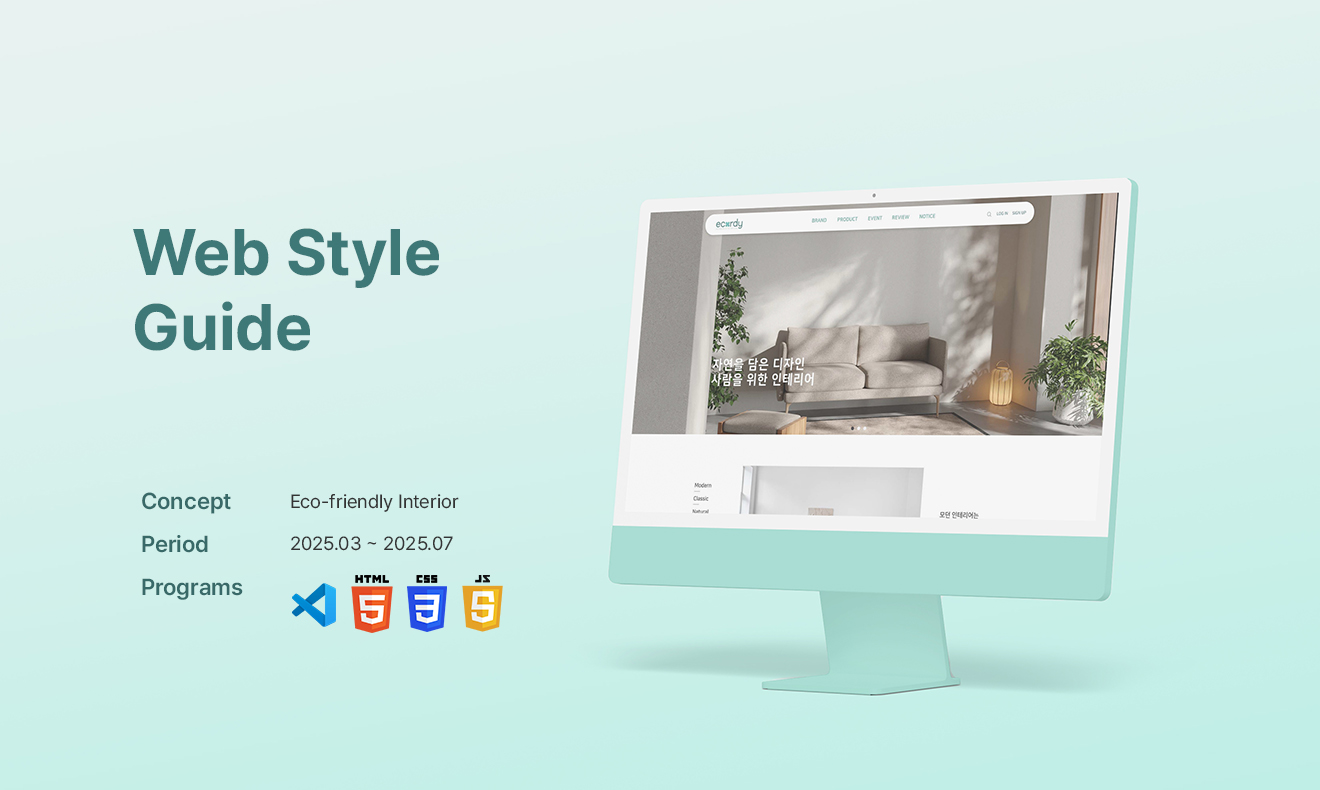 Web Style
Guide
Concept Eco-friendly Interior
Period 2025.03 ~ 2025.07
Programs
HTML CSS JS
5 3 S
ecordy BRAND PRODUCT EVENT REVIEW NOTICE LOG IN SIGN UP
자연을 담은 디자인
사람을 위한 인테리어
Modern
Classic
Natural
모던 인테리어는